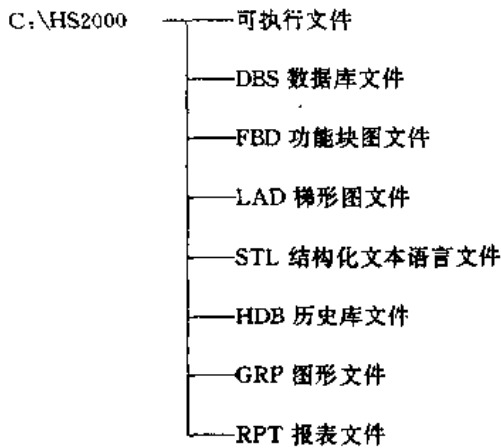 C:\HS2000 可执行文件
DBS 数据库文件
FBD 功能块图文件
LAD 梯形图文件
STL 结构化文本语言文件
HDB 历史库文件
GRP 图形文件
RPT 报表文件